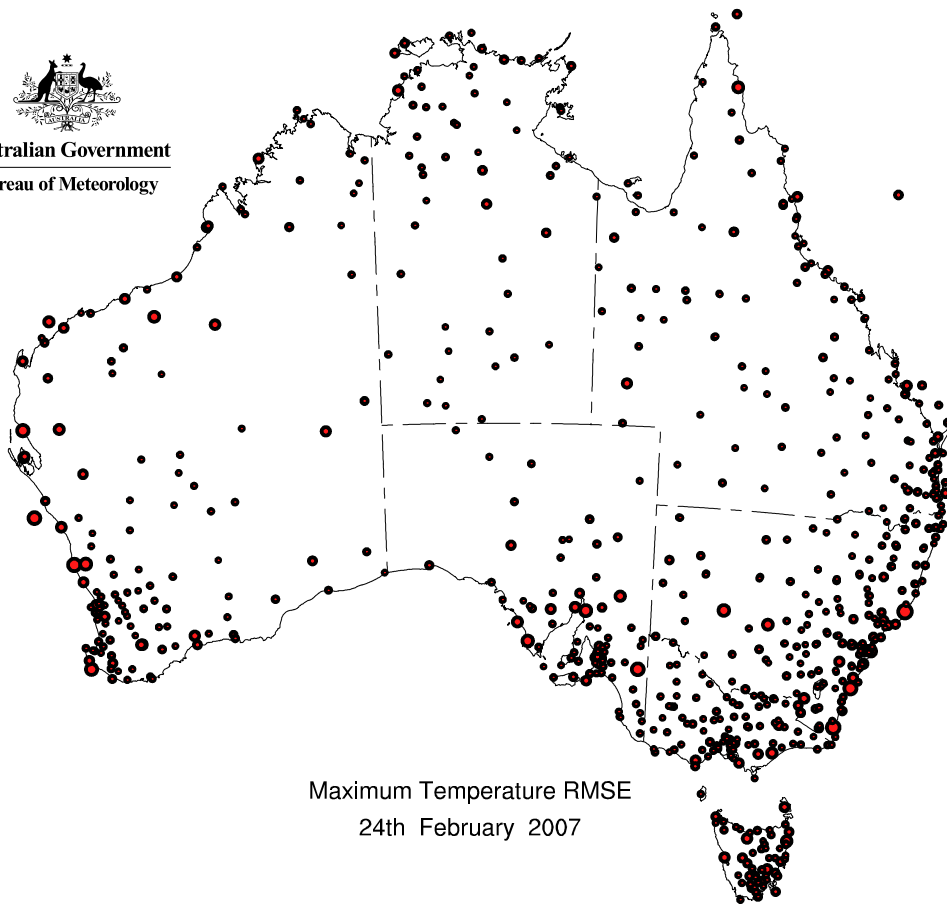 AUSTRALIA
tralian Government
reau of Meteorology
Maximum Temperature RMSE
24th February 2007